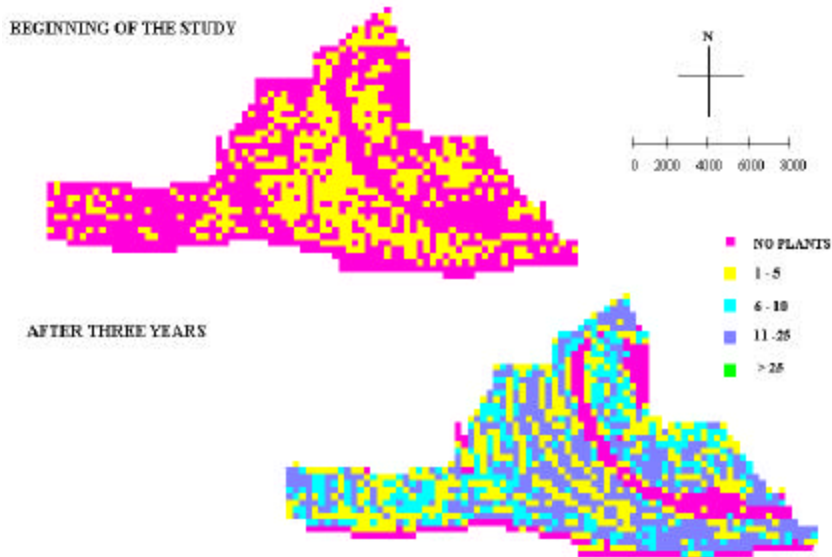 BEGINNING OF THE STUDY
N
0 2000 4000 6000 8000
NO PLANTS
1 - 5
6 - 10
11 -25
> 25
AFTER THREE YEARS